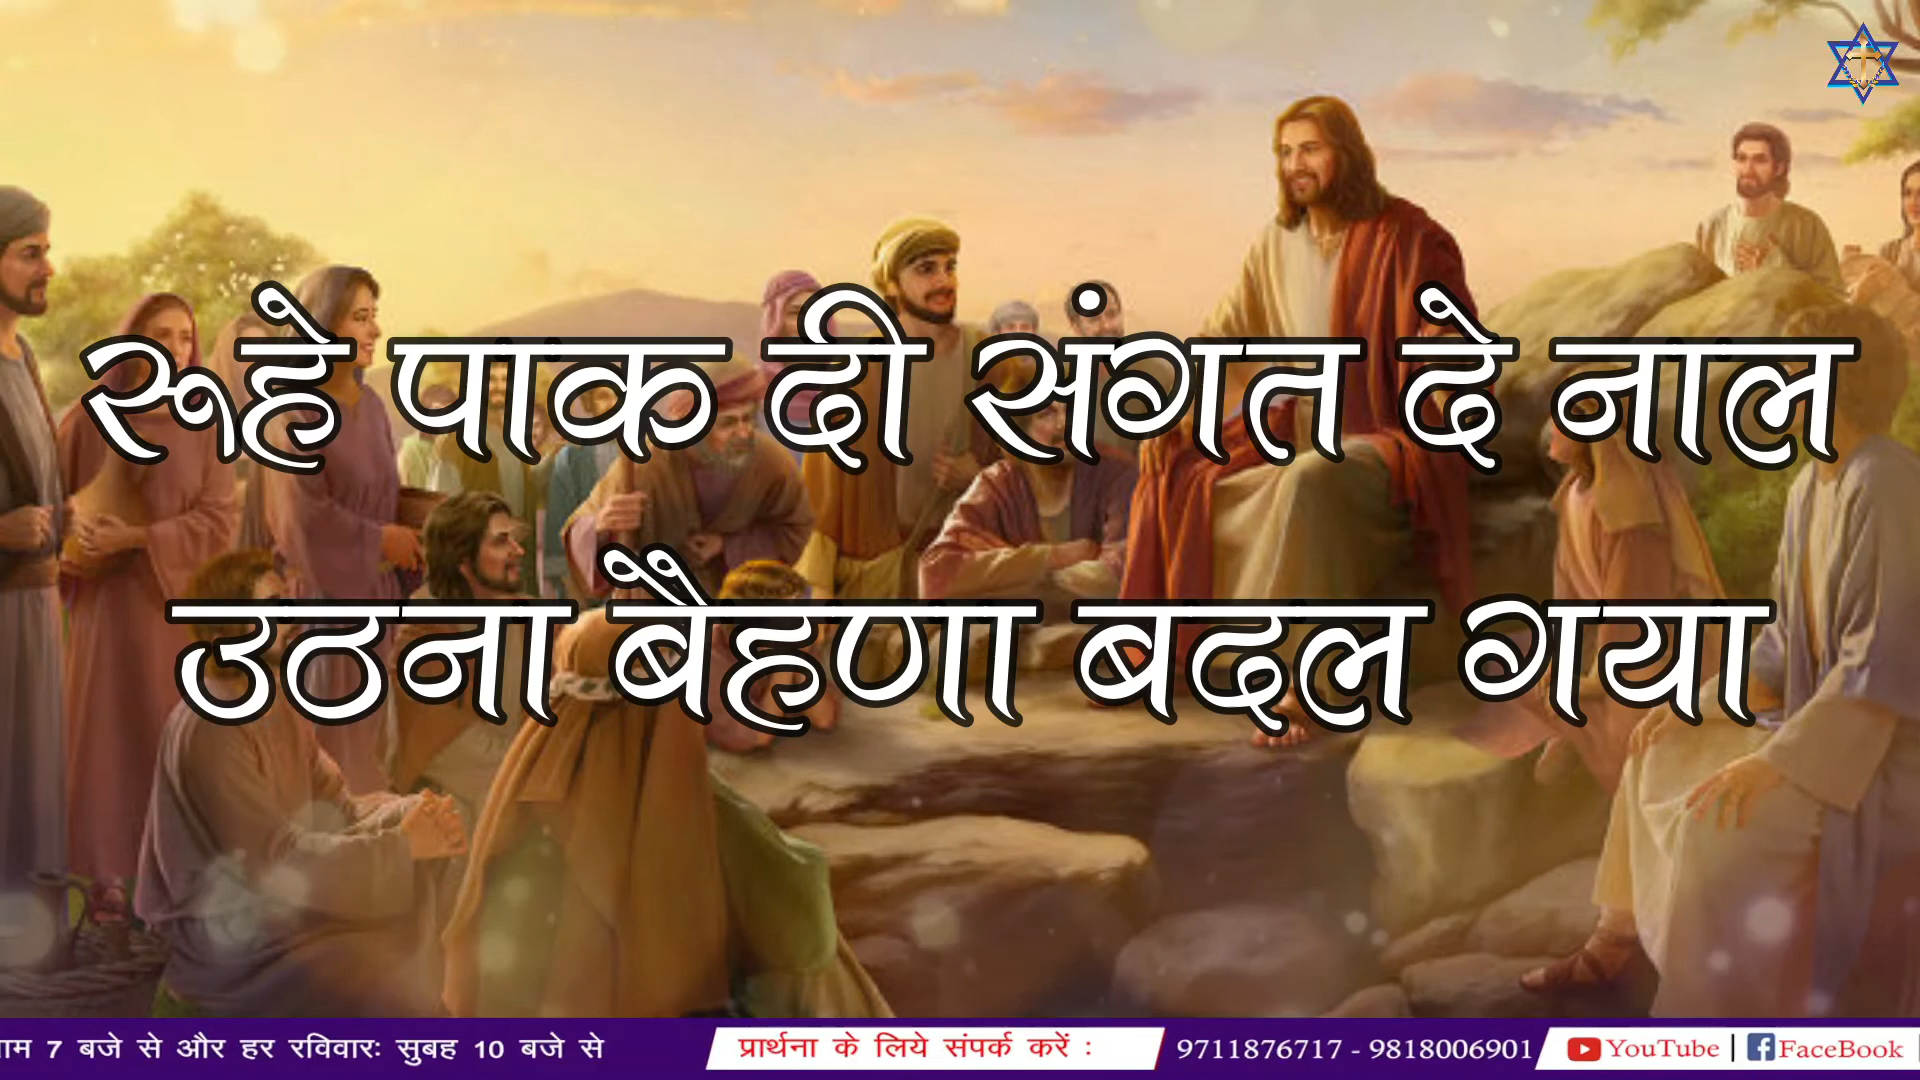 रूहे पाक दी संगत दे नाल
उठना बैहणा बदल गया
7 बजे से और हर रविवारः सुबह 10 बजे से प्रार्थना के लिये संपर्क करें : 9711876717 - 9818006901 YouTube | FaceBook